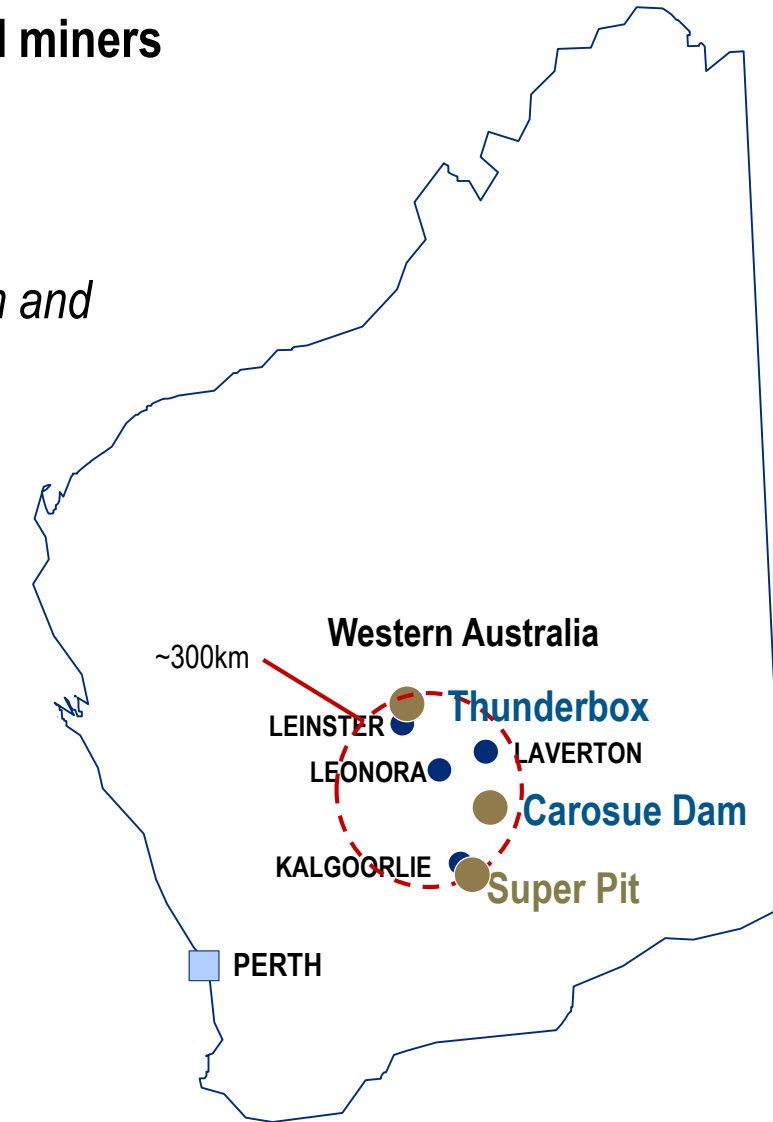 l miners
n and
Western Australia
~300km
Thunderbox
LEINSTER
LAVERTON
LEONORA
Carosue Dam
KALGOORLIE
Super Pit
PERTH